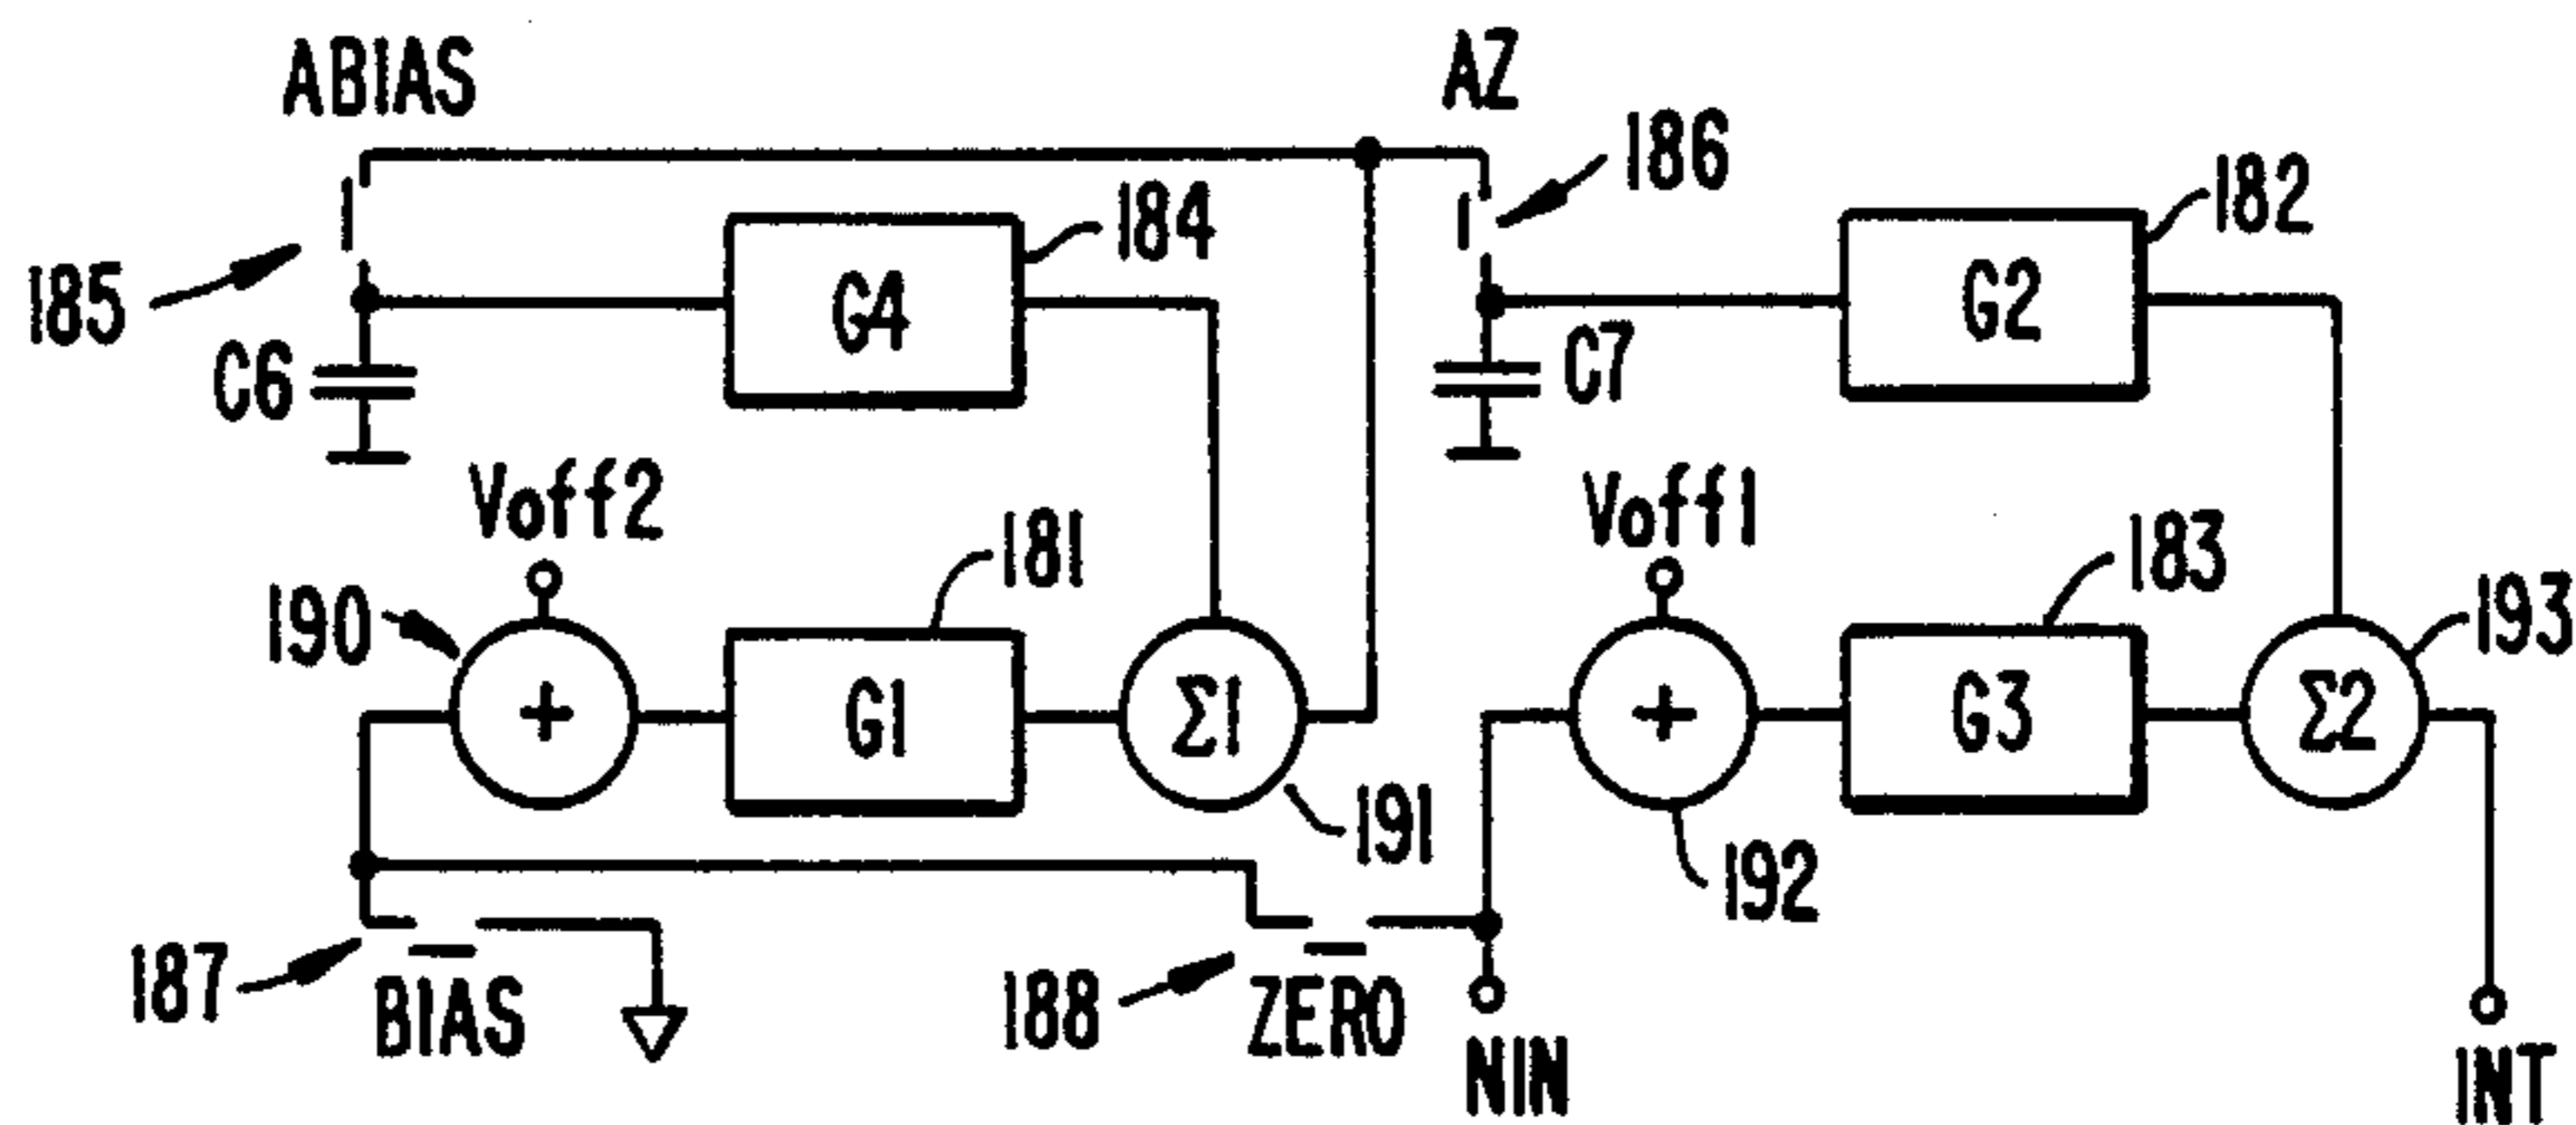 ABIAS
AZ
186
182
184
185
G4
G2
C6
C7
Voff2
Voff1
181
183
190
193
+
G1
Σ1
+
G3
Σ2
191
192
187
BIAS
188
ZERO
NIN
INT